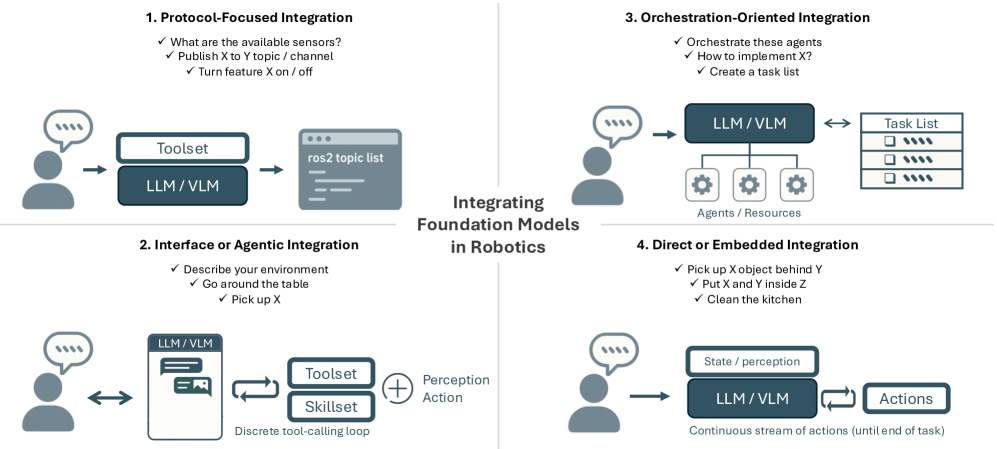 1. Protocol-Focused Integration
✓ What are the available sensors?
✓ Publish X to Y topic / channel
✓ Turn feature X on / off
Toolset
LLM / VLM
ros2 topic list
3. Orchestration-Oriented Integration
✓ Orchestrate these agents
✓ How to implement X?
✓ Create a task list
LLM / VLM
Task List
Agents / Resources
Integrating
Foundation Models
in Robotics
2. Interface or Agentic Integration
✓ Describe your environment
✓ Go around the table
✓ Pick up X
LLM / VLM
Toolset
Skillset
Perception
Action
Discrete tool-calling loop
4. Direct or Embedded Integration
✓ Pick up X object behind Y
✓ Put X and Y inside Z
✓ Clean the kitchen
State / perception
LLM / VLM
Actions
Continuous stream of actions (until end of task)